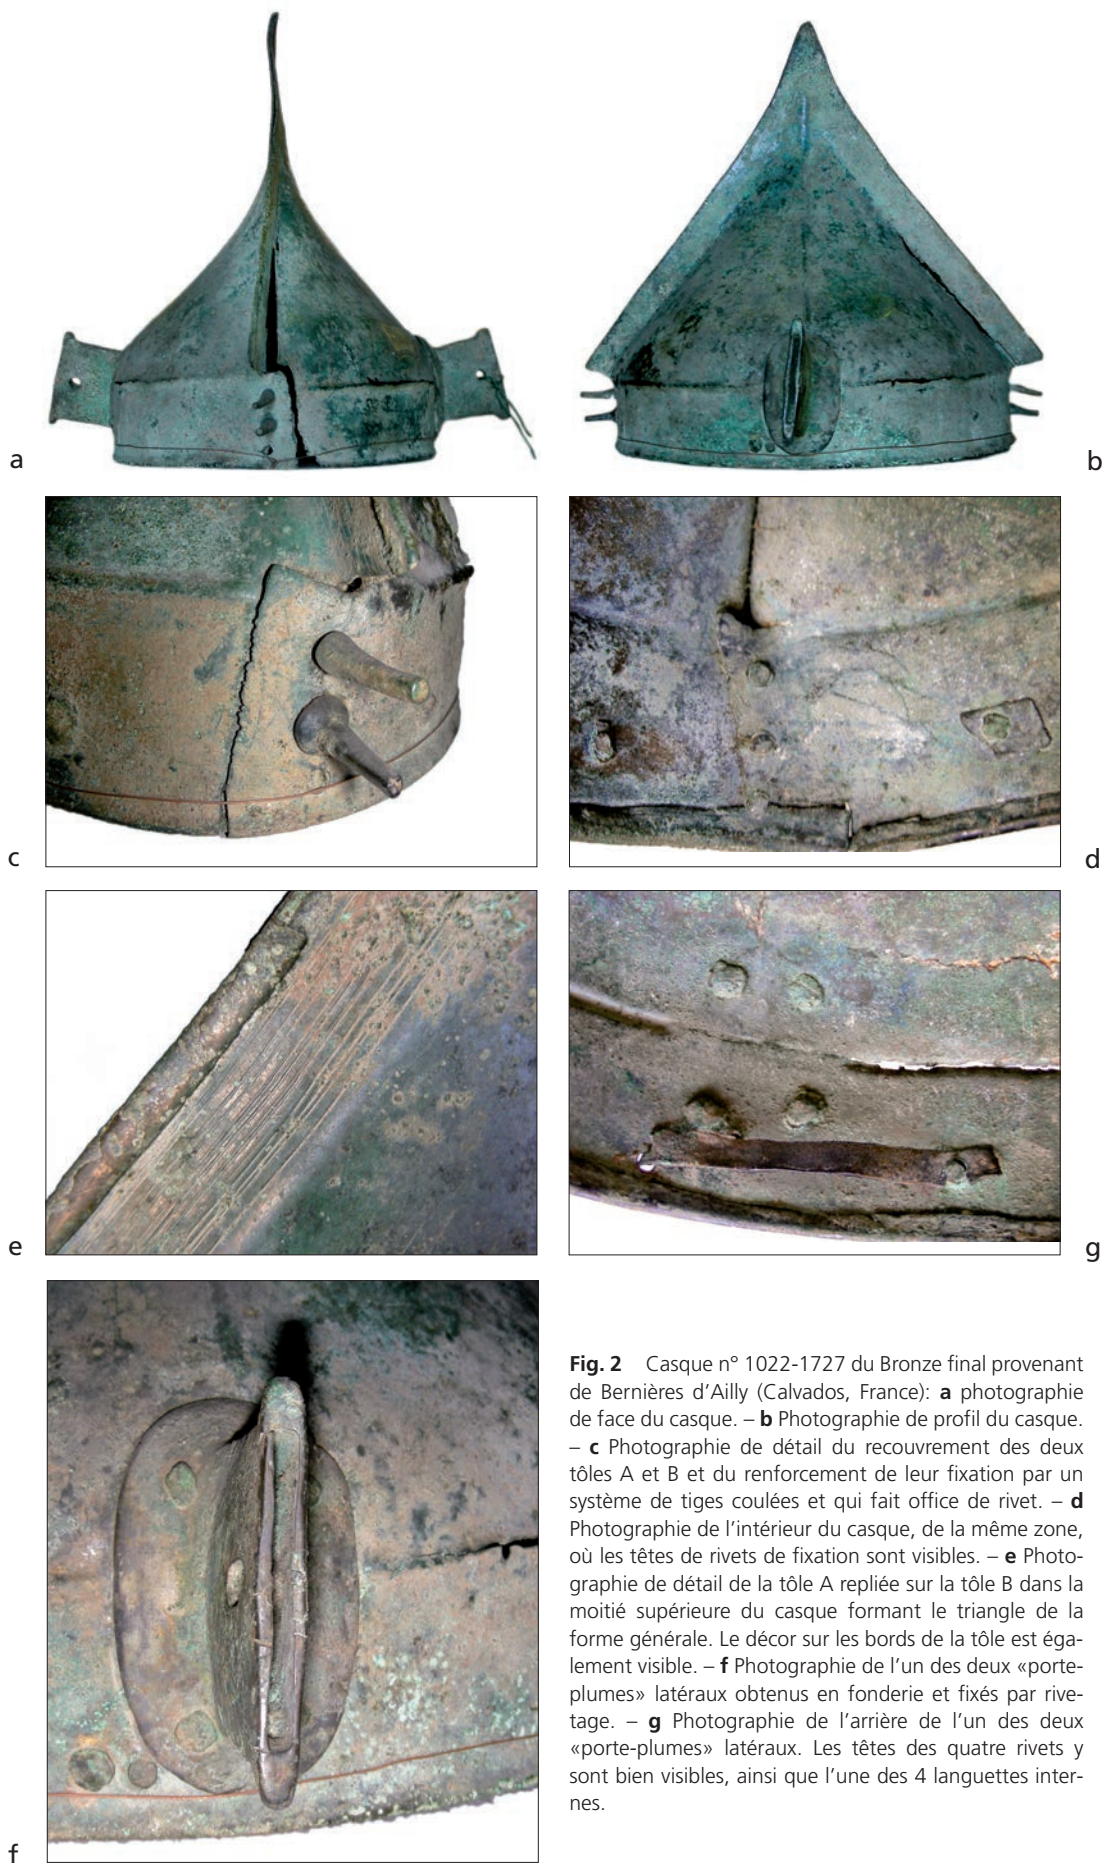 a
b
c
d
e
g
f
Fig. 2 Casque n° 1022-1727 du Bronze final provenant
de Bernières d'Ailly (Calvados, France): a photographie
de face du casque. – b Photographie de profil du casque.
– c Photographie de détail du recouvrement des deux
tôles A et B et du renforcement de leur fixation par un
système de tiges coulées et qui fait office de rivet. – d
Photographie de l'intérieur du casque, de la même zone,
où les têtes de rivets de fixation sont visibles. – e Photo-
graphie de détail de la tôle A repliée sur la tôle B dans la
moitié supérieure du casque formant le triangle de la
forme générale. Le décor sur les bords de la tôle est éga-
lement visible. – f Photographie de l'un des deux «porte-
plumes» latéraux obtenus en fonderie et fixés par rive-
tage. – g Photographie de l'arrière de l'un des deux
«porte-plumes» latéraux. Les têtes des quatre rivets y
sont bien visibles, ainsi que l'une des 4 languettes inter-
nes.